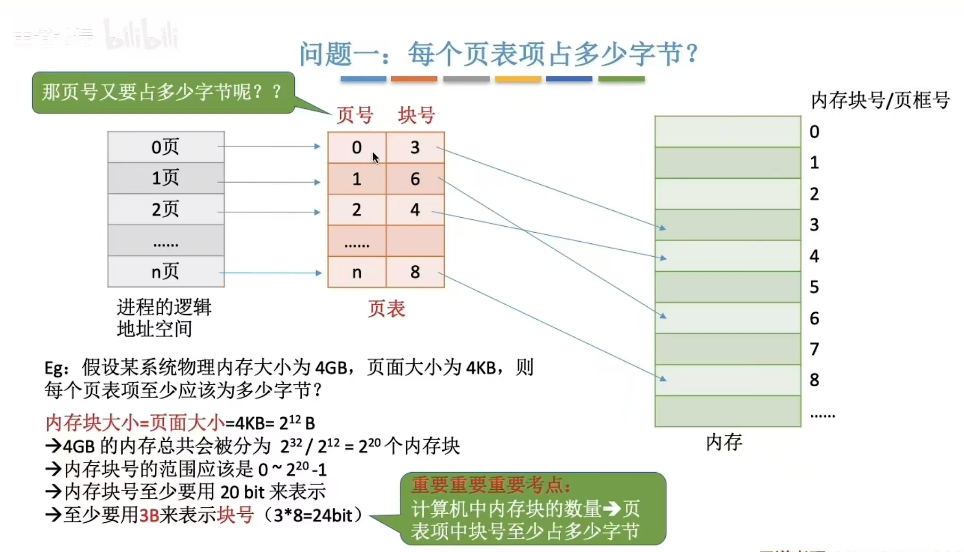 bilibili
问题一：每个页表项占多少字节？
那页号又要占多少字节呢？？
页号 块号
内存块号/页框号
0页
1页
2页
......
n页
进程的逻辑
地址空间
0 3
1 6
2 4
......
n 8
页表
0
1
2
3
4
5
6
7
8
......
内存
Eg：假设某系统物理内存大小为 4GB，页面大小为 4KB，则
每个页表项至少应该为多少字节？
内存块大小=页面大小=4KB= 2¹² B
→4GB 的内存总共会被分为 2³² / 2¹² = 2²⁰ 个内存块
→内存块号的范围应该是 0 ~ 2²⁰ -1
→内存块号至少要用 20 bit 来表示
→至少要用3B来表示块号（3*8=24bit）
重要重要重要考点：
计算机中内存块的数量→页
表项中块号至少占多少字节